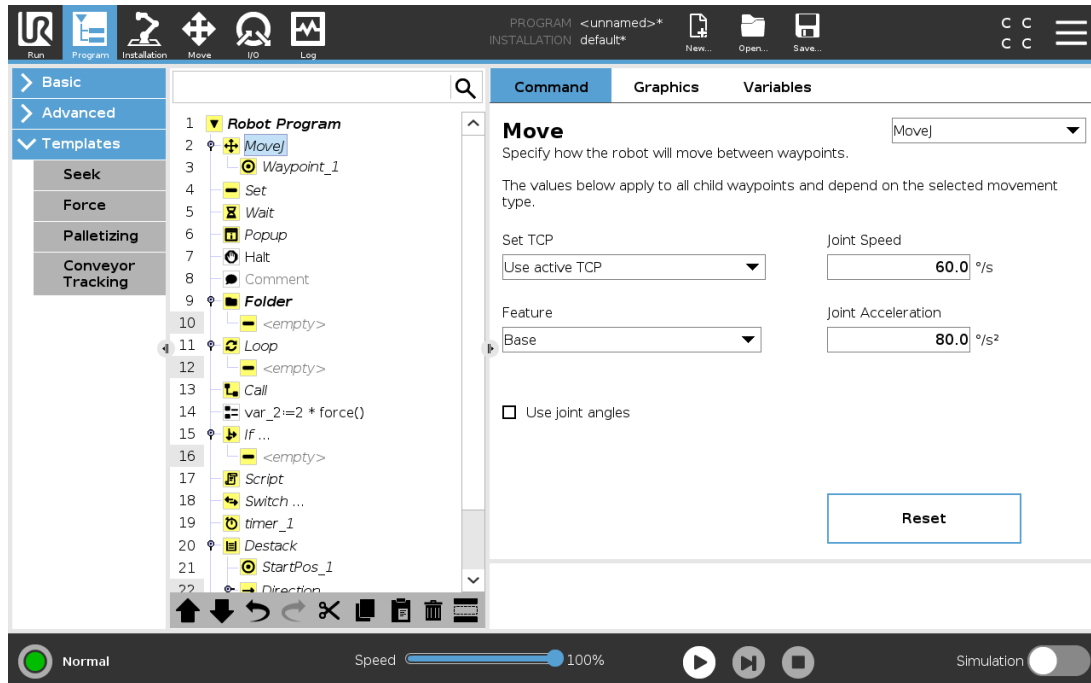 PROGRAM <unnamed>*
INSTALLATION default*
UR
Run
Program
Installation
Move
I/O
Log
New...
Open...
Save...
C C
C C
Basic
Advanced
Templates
Seek
Force
Palletizing
Conveyor
Tracking
1 Robot Program
2 MoveJ
3 Waypoint_1
4 Set
5 Wait
6 Popup
7 Halt
8 Comment
9 Folder
10 <empty>
11 Loop
12 <empty>
13 Call
14 var_2:=2 * force()
15 If ...
16 <empty>
17 Script
18 Switch ...
19 timer_1
20 Destack
21 StartPos_1
22 Direction
Command Graphics Variables
Move
MoveJ
Specify how the robot will move between waypoints.
The values below apply to all child waypoints and depend on the selected movement
type.
Set TCP
Use active TCP
Joint Speed
60.0 °/s
Feature
Base
Joint Acceleration
80.0 °/s²
Use joint angles
Reset
Normal
Speed 100%
Simulation